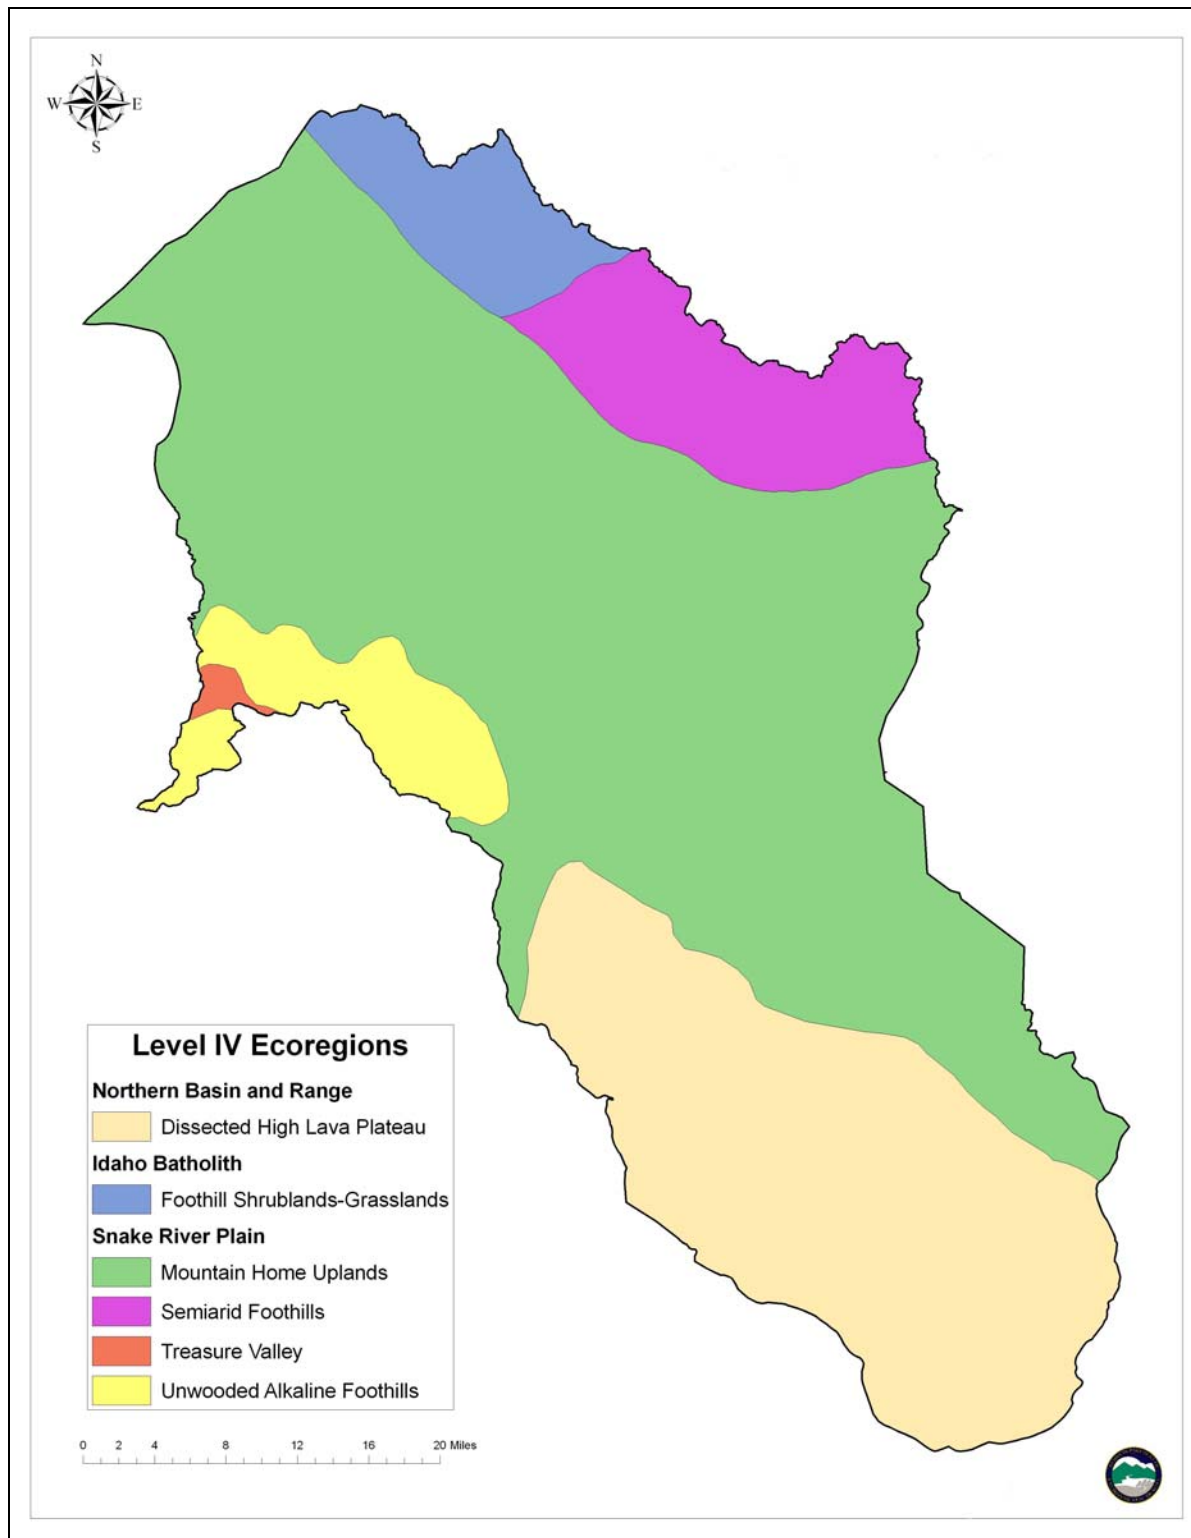 N
W E
S
Level IV Ecoregions
Northern Basin and Range
Dissected High Lava Plateau
Idaho Batholith
Foothill Shrublands-Grasslands
Snake River Plain
Mountain Home Uplands
Semiarid Foothills
Treasure Valley
Unwooded Alkaline Foothills
0 2 4 8 12 16 20 Miles